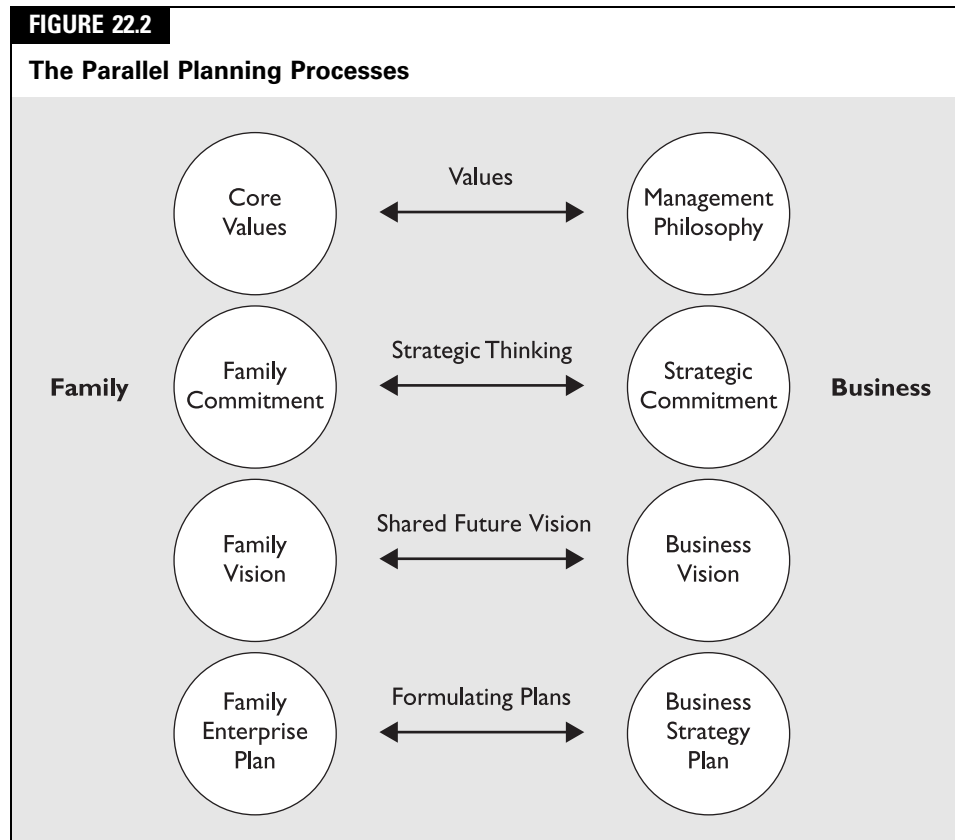 FIGURE 22.2
The Parallel Planning Processes
Core
Values
Values
Management
Philosophy
Family
Family
Commitment
Strategic Thinking
Strategic
Commitment
Business
Family
Vision
Shared Future Vision
Business
Vision
Family
Enterprise
Plan
Formulating Plans
Business
Strategy
Plan